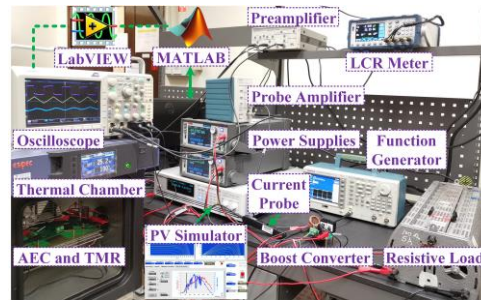 Preamplifier
LabVIEW
MATLAB
LCR Meter
Probe Amplifier
Oscilloscope
Power Supplies
Function
Generator
Thermal Chamber
Current
Probe
PV Simulator
AEC and TMR
Boost Converter
Resistive Load